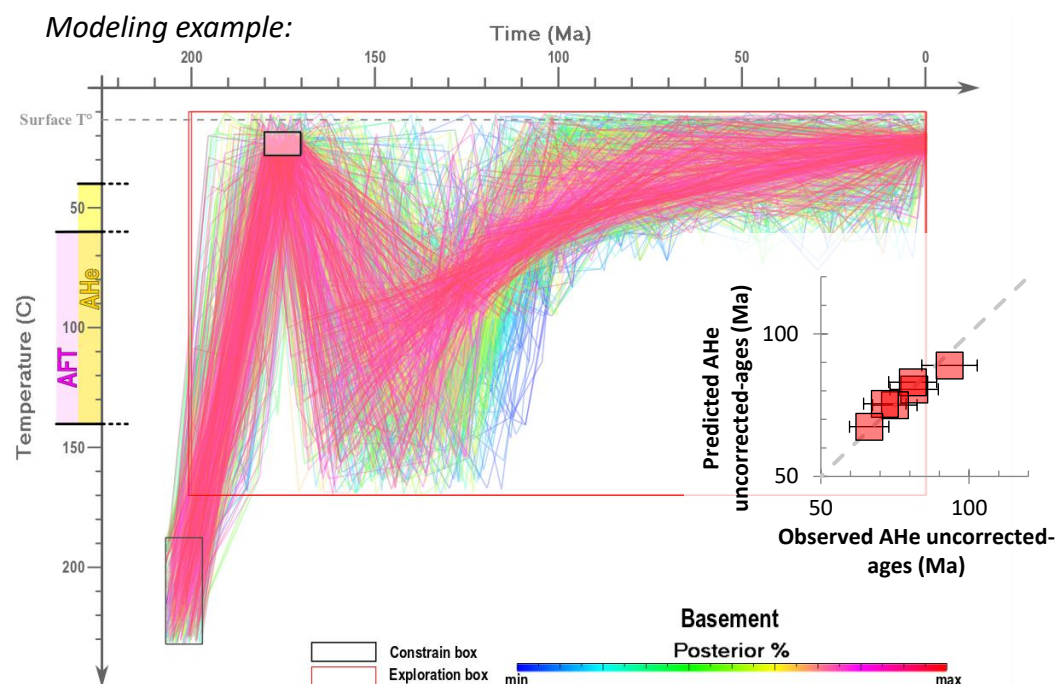 Modeling example:
Time (Ma)
200
150
100
50
0
Surface T°
50
100
150
200
Temperature (C)
AFT
AHe
Predicted AHe
uncorrected-ages (Ma)
100
50
50
100
Observed AHe uncorrected-
ages (Ma)
Basement
Posterior %
min
max
Constrain box
Exploration box